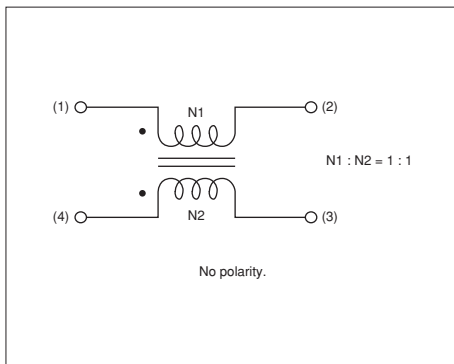 (1)
N1
(2)
N1 : N2 = 1 : 1
(4)
N2
(3)
No polarity.